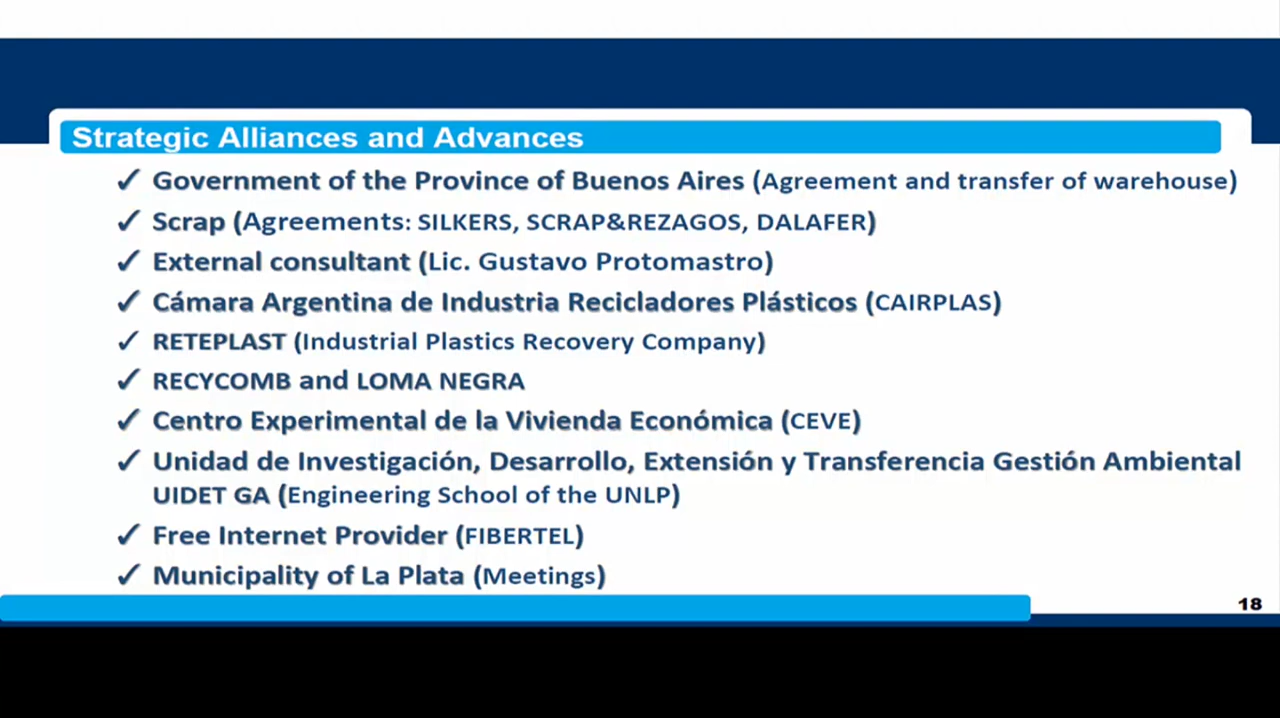 Strategic Alliances and Advances
✓ Government of the Province of Buenos Aires (Agreement and transfer of warehouse)
✓ Scrap (Agreements: SILKERS, SCRAP&REZAGOS, DALAFER)
✓ External consultant (Lic. Gustavo Protomastro)
✓ Cámara Argentina de Industria Recicladores Plásticos (CAIRPLAS)
✓ RETEPLAST (Industrial Plastics Recovery Company)
✓ RECYCOMB and LOMA NEGRA
✓ Centro Experimental de la Vivienda Económica (CEVE)
✓ Unidad de Investigación, Desarrollo, Extensión y Transferencia Gestión Ambiental
UIDET GA (Engineering School of the UNLP)
✓ Free Internet Provider (FIBERTEL)
✓ Municipality of La Plata (Meetings)
18